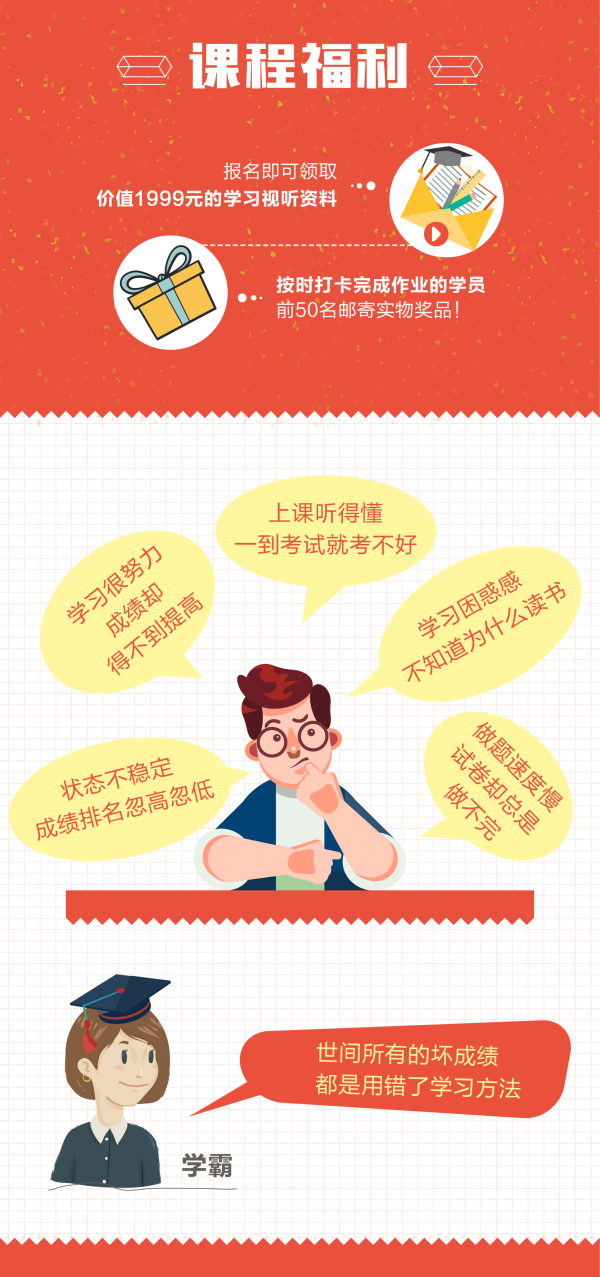 课程福利
报名即可领取
价值1999元的学习视听资料
按时打卡完成作业的学员
前50名邮寄实物奖品！
上课听得懂
一到考试就考不好
学习很努力
成绩却
得不到提高
学习困惑感
不知道为什么读书
状态不稳定
成绩排名忽高忽低
做题速度慢
试卷却总是
做不完
世间所有的坏成绩
都是用错了学习方法
学霸